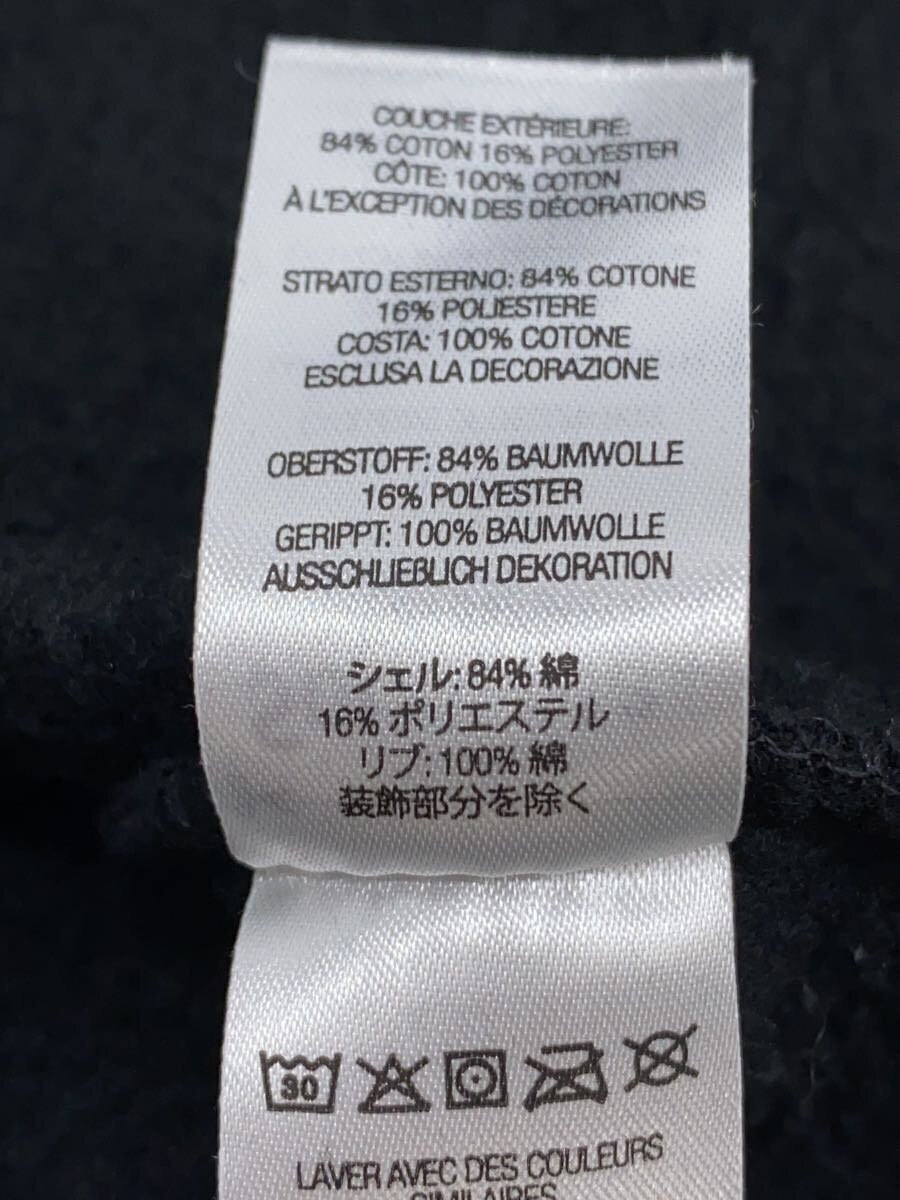 COUCHE EXTÉRIEURE:
84% COTON 16% POLYESTER
CÔTE: 100% COTON
À L'EXCEPTION DES DÉCORATIONS
STRATO ESTERNO: 84% COTONE
16% POLIESTERE
COSTA: 100% COTONE
ESCLUSA LA DECORAZIONE
OBERSTOFF: 84% BAUMWOLLE
16% POLYESTER
GERIPPT: 100% BAUMWOLLE
AUSSCHLIEßLICH DEKORATION
シェル: 84% 綿
16% ポリエステル
リブ: 100% 綿
装飾部分を除く
30
LAVER AVEC DES COULEURS
SIMILAIRES